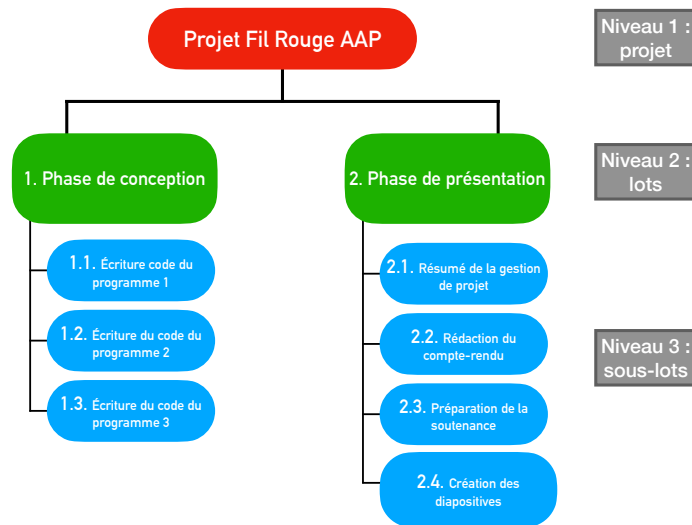 Projet Fil Rouge AAP
Niveau 1 :
projet
1. Phase de conception
2. Phase de présentation
Niveau 2 :
lots
1.1. Écriture code du
programme 1
1.2. Écriture du code du
programme 2
1.3. Écriture du code du
programme 3
2.1. Résumé de la gestion
de projet
2.2. Rédaction du
compte-rendu
2.3. Préparation de la
soutenance
2.4. Création des
diapositives
Niveau 3 :
sous-lots